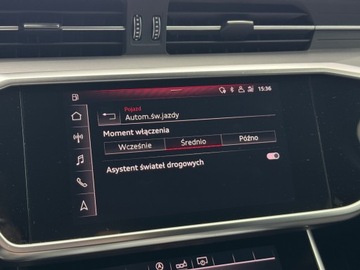 15:36
Pojazd
Autom.św.jazdy
Moment włączenia
Wcześnie Średnio Późno
Asystent świateł drogowych